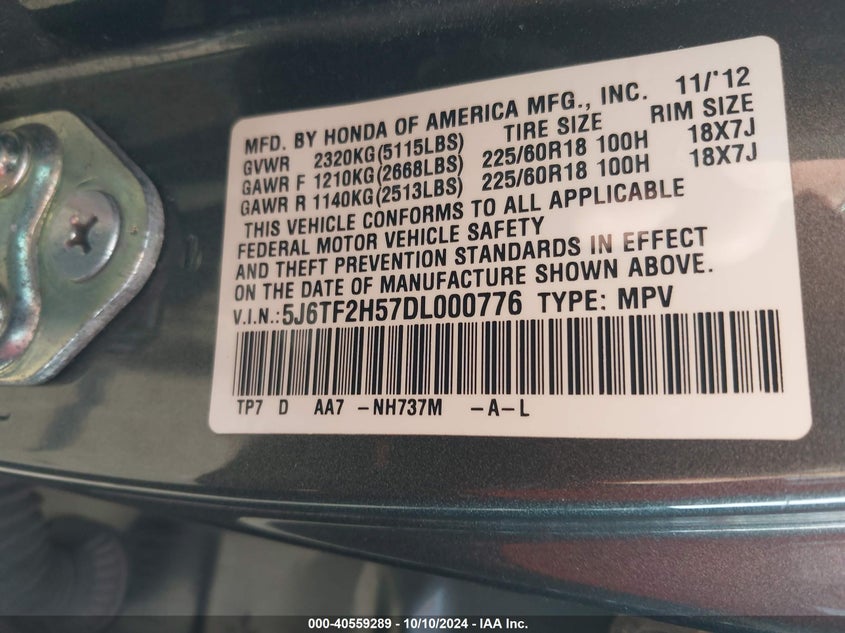 MFD. BY HONDA OF AMERICA MFG., INC. 11/'12
GVWR 2320KG(5115LBS) TIRE SIZE RIM SIZE
GAWR F 1210KG(2668LBS) 225/60R18 100H 18X7J
GAWR R 1140KG(2513LBS) 225/60R18 100H 18X7J
THIS VEHICLE CONFORMS TO ALL APPLICABLE
FEDERAL MOTOR VEHICLE SAFETY
AND THEFT PREVENTION STANDARDS IN EFFECT
ON THE DATE OF MANUFACTURE SHOWN ABOVE.
V.I.N.:5J6TF2H57DL000776 TYPE: MPV
TP7 D AA7 -NH737M -A-L
000-40559289 - 10/10/2024 - IAA Inc.